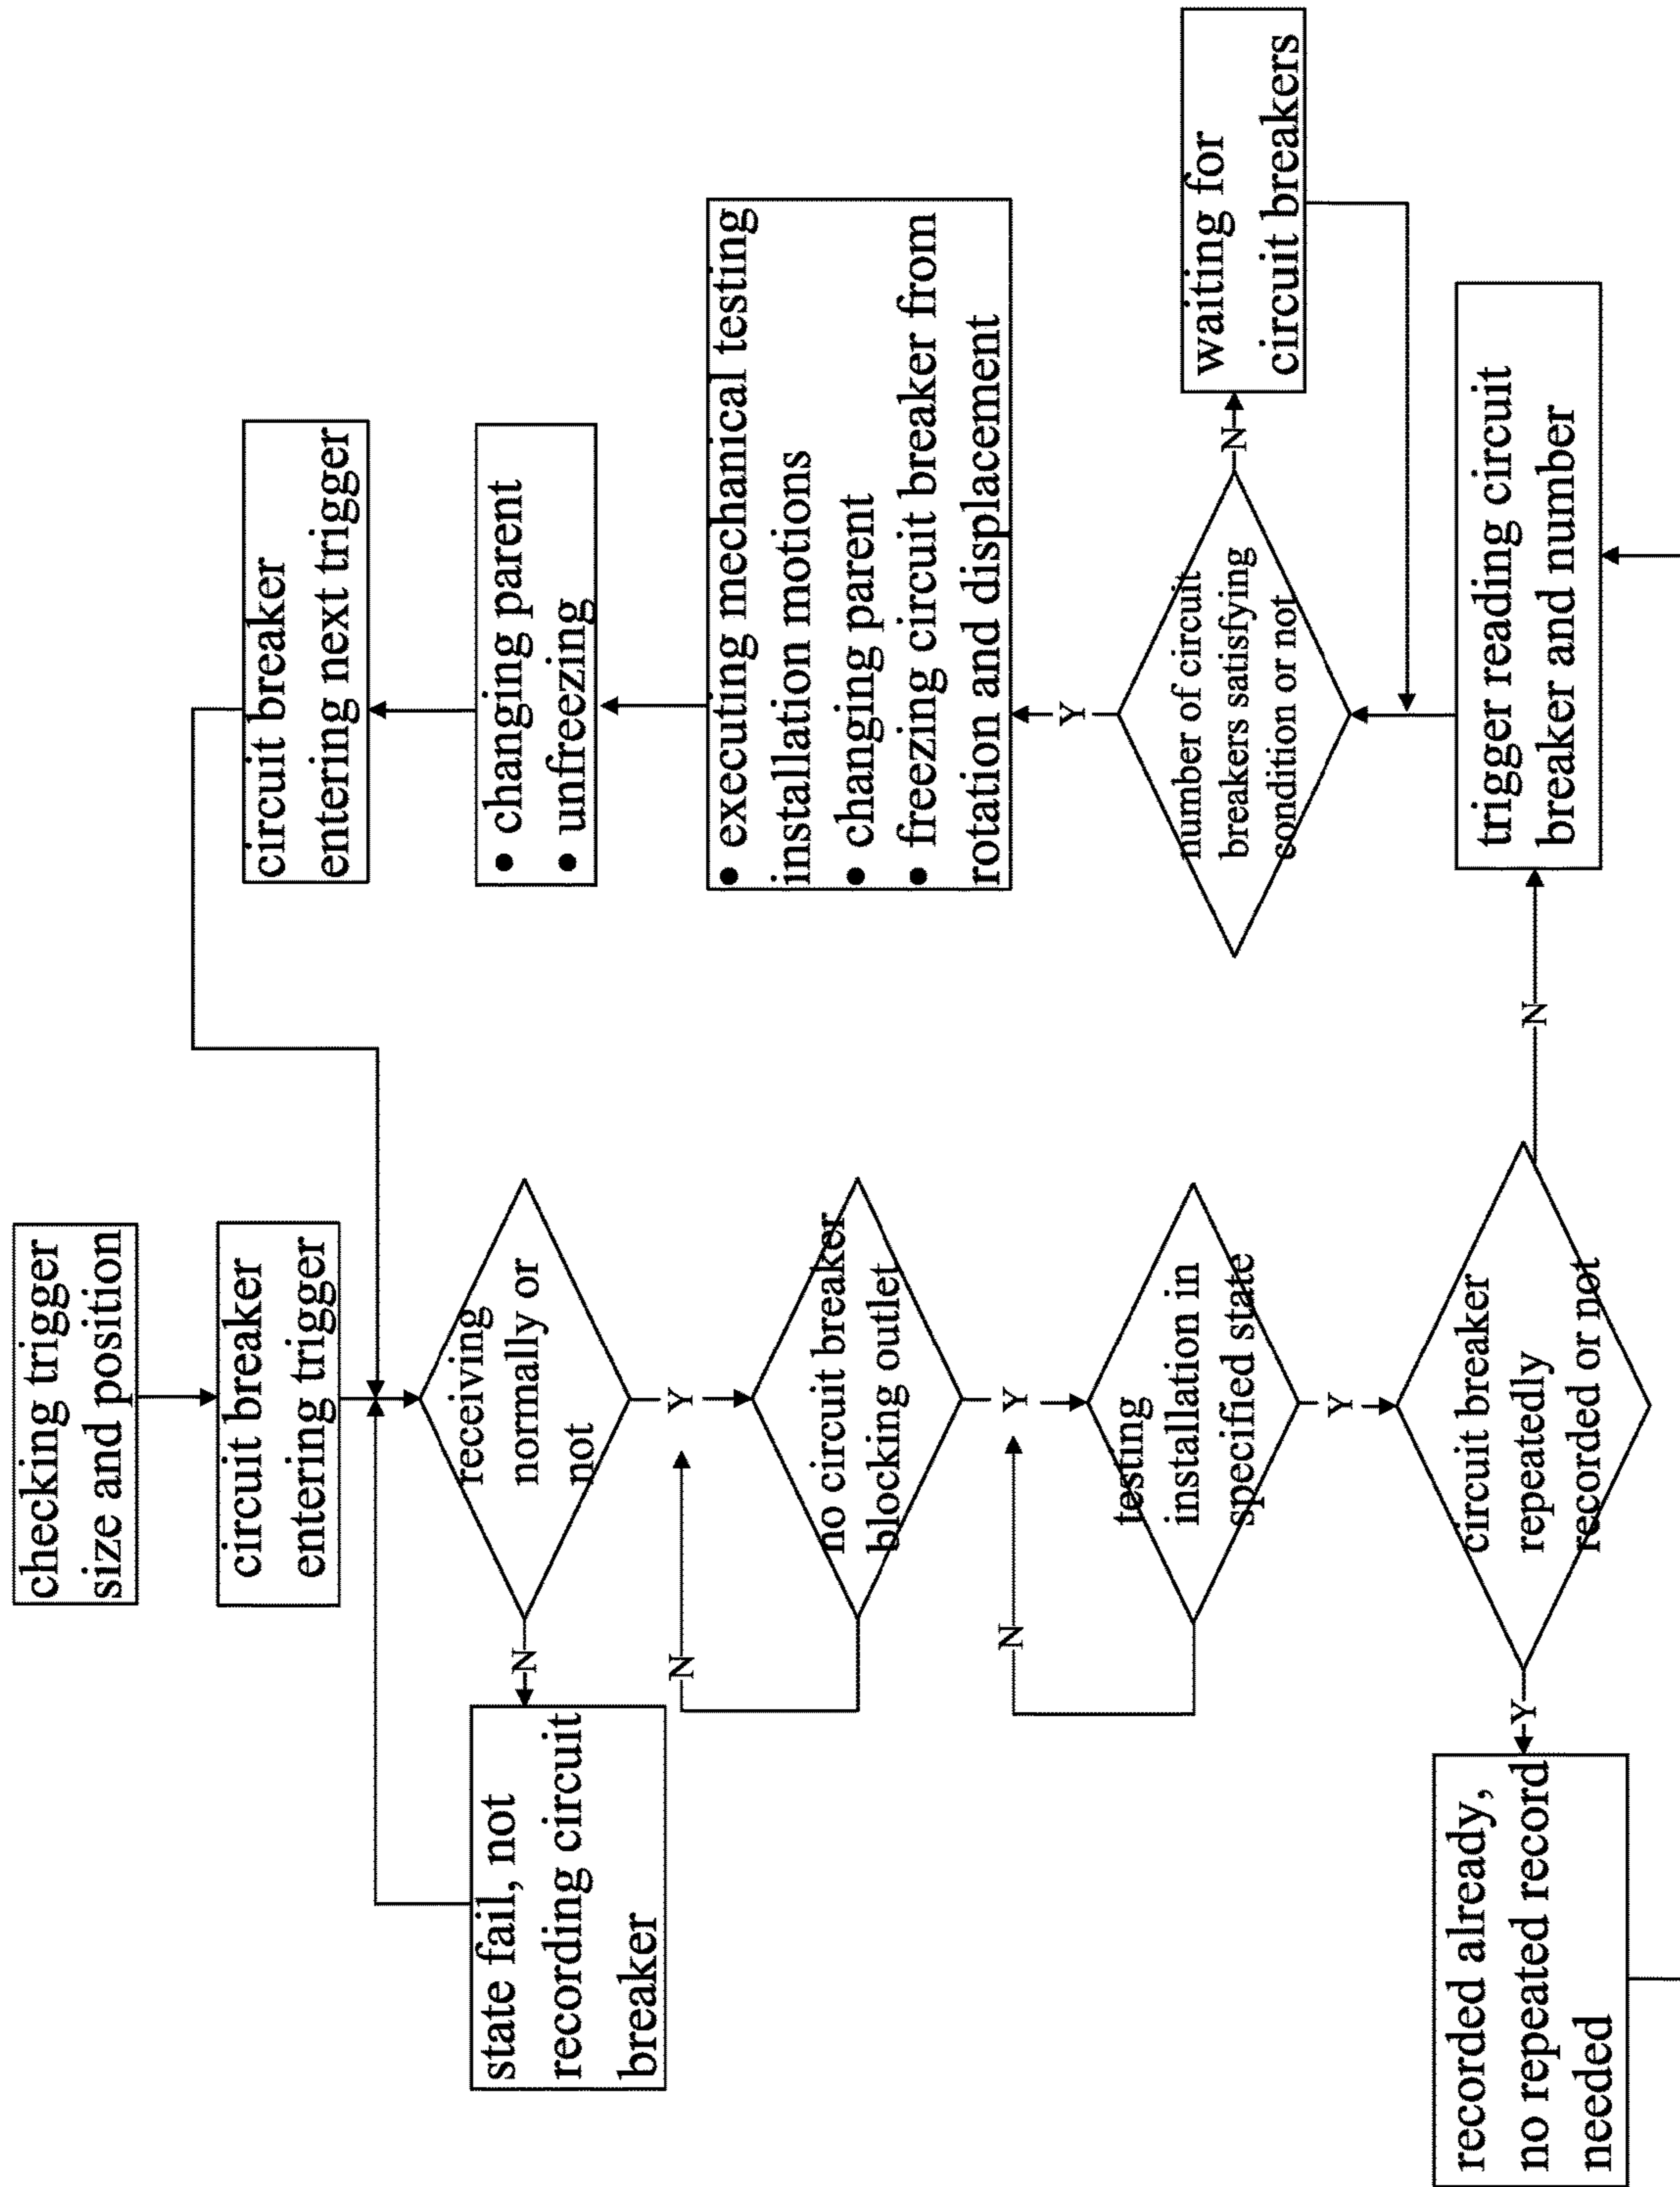 checking trigger
size and position
circuit breaker
entering trigger
receiving
normally or
not
N
state fail, not
recording circuit
breaker
Y
N
no circuit breaker
blocking outlet
Y
N
testing
installation in
specified state
Y
circuit breaker
repeatedly
recorded or not
Y
recorded already,
no repeated record
needed
N
trigger reading circuit
breaker and number
number of circuit
breakers satisfying
condition or not
N
waiting for
circuit breakers
Y
• executing mechanical testing
installation motions
• changing parent
• freezing circuit breaker from
rotation and displacement
• changing parent
• unfreezing
circuit breaker
entering next trigger